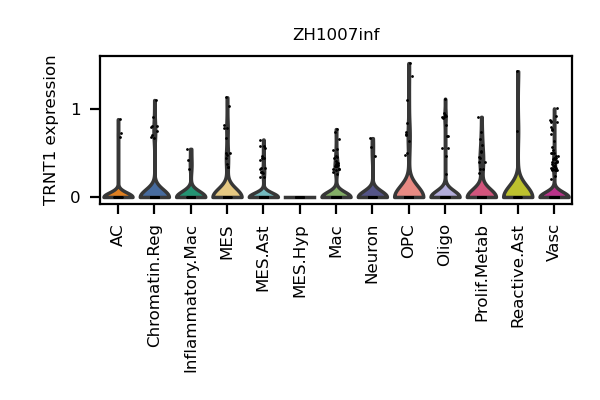 ZH1007inf
TRNT1 expression
1
0
AC
Chromatin.Reg
Inflammatory.Mac
MES
MES.Ast
MES.Hyp
Mac
Neuron
OPC
Oligo
Prolif.Metab
Reactive.Ast
Vasc